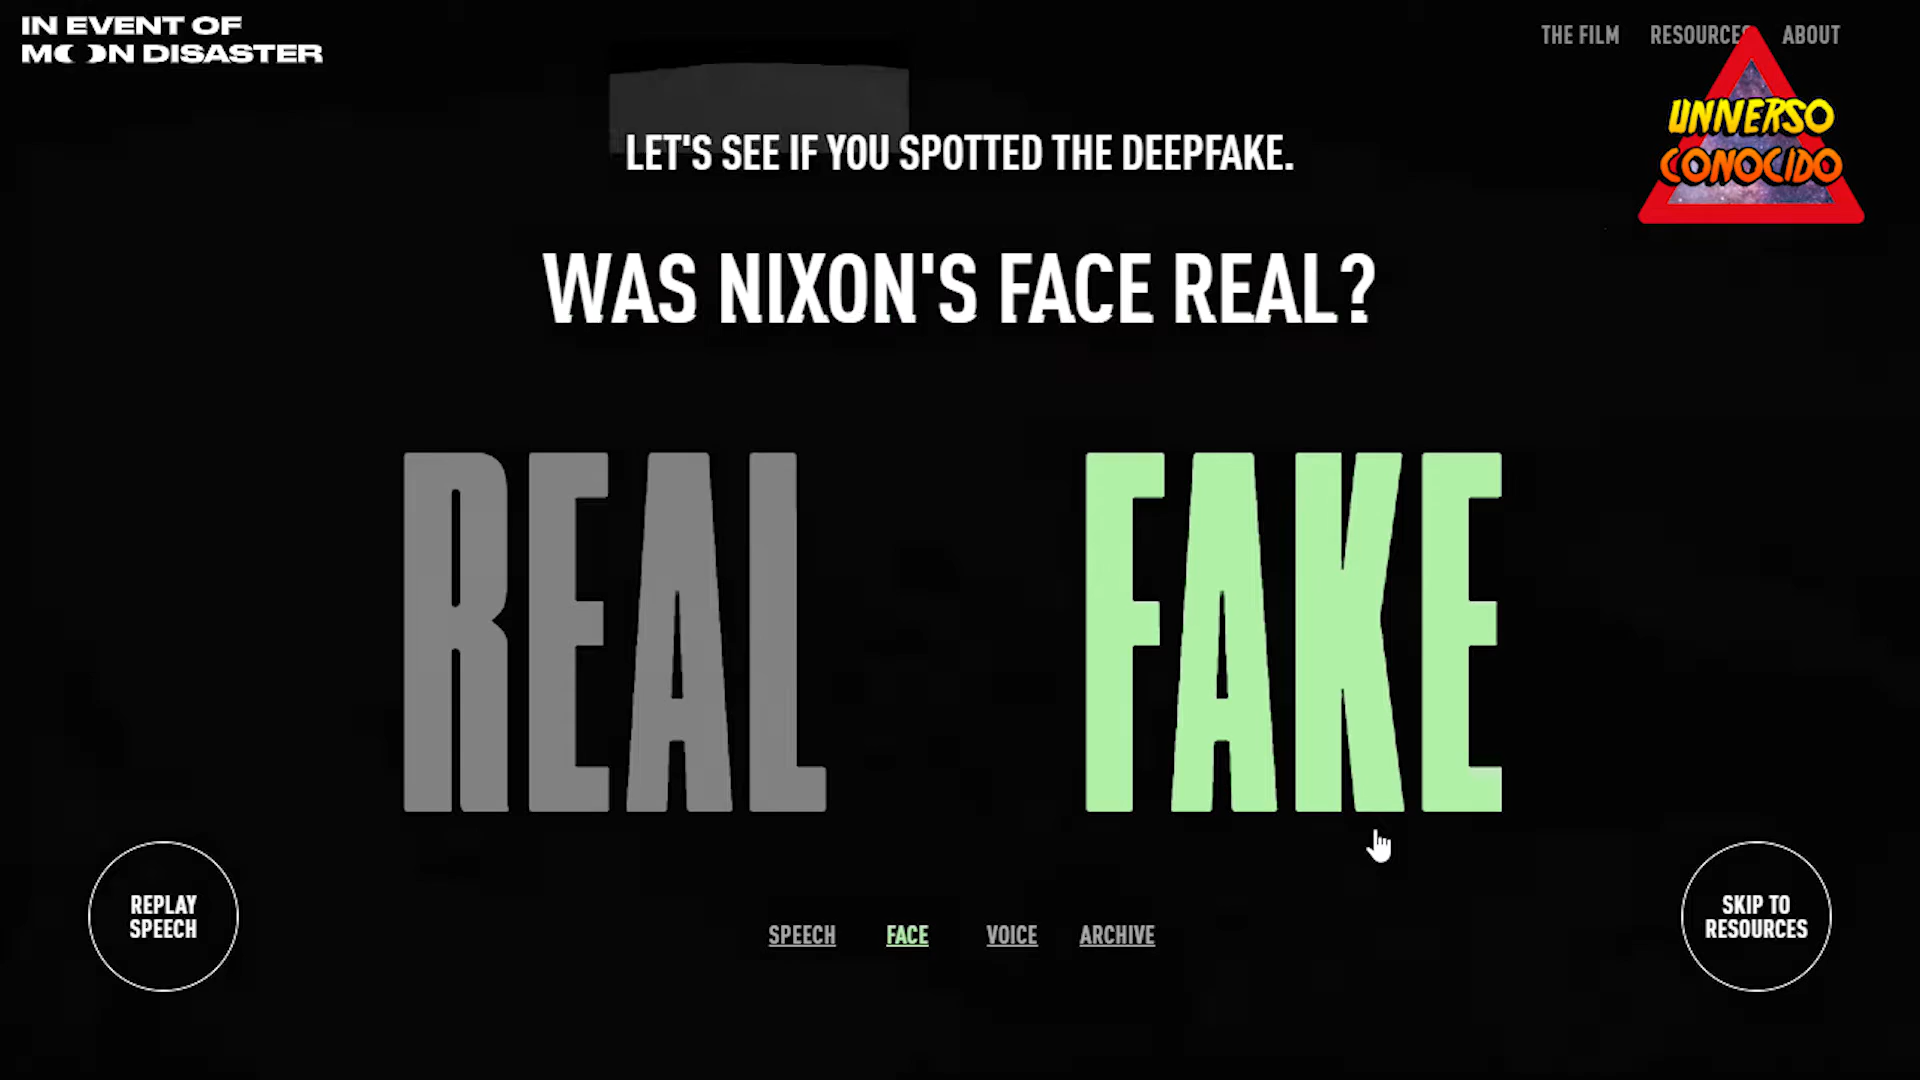 IN EVENT OF
MOON DISASTER
THE FILM
RESOURCES
ABOUT
UNIVERSO
CONOCIDO
LET'S SEE IF YOU SPOTTED THE DEEPFAKE.
WAS NIXON'S FACE REAL?
REAL
FAKE
REPLAY
SPEECH
SPEECH
FACE
VOICE
ARCHIVE
SKIP TO
RESOURCES